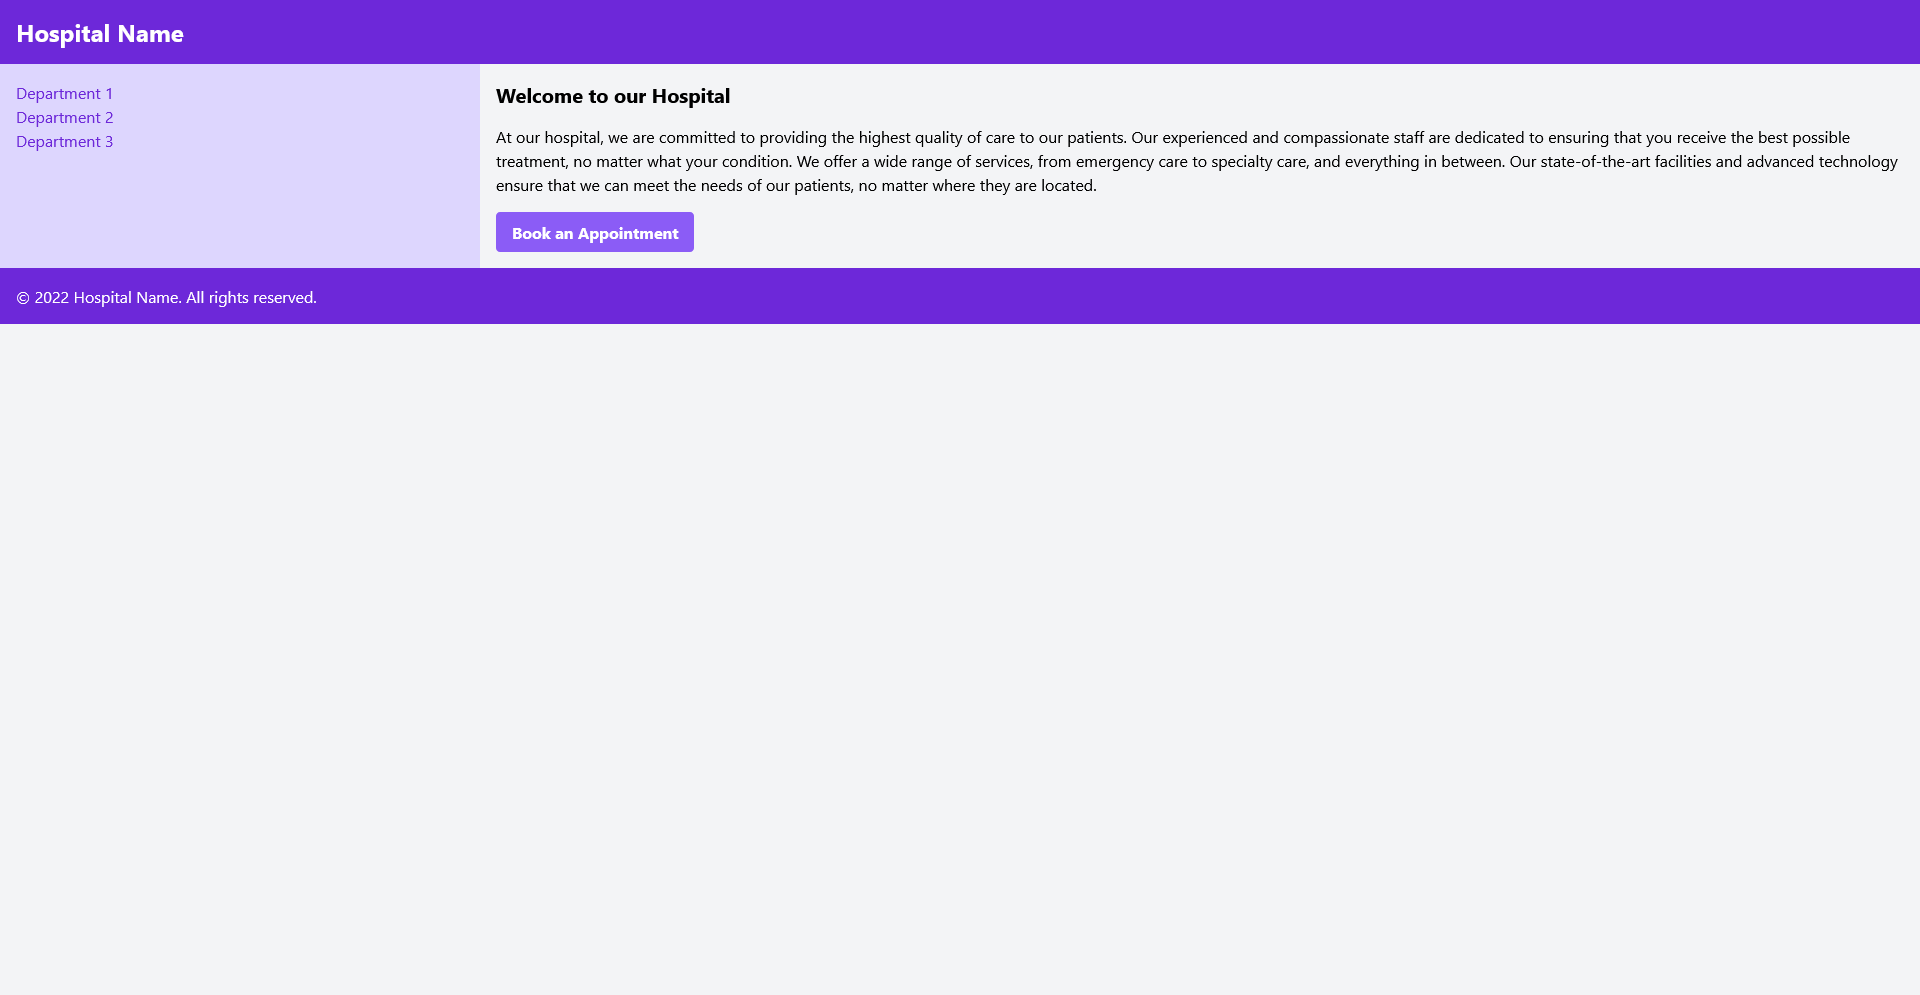 Hospital Name
Department 1
Department 2
Department 3
Welcome to our Hospital
At our hospital, we are committed to providing the highest quality of care to our patients. Our experienced and compassionate staff are dedicated to ensuring that you receive the best possible
treatment, no matter what your condition. We offer a wide range of services, from emergency care to specialty care, and everything in between. Our state-of-the-art facilities and advanced technology
ensure that we can meet the needs of our patients, no matter where they are located.
Book an Appointment
© 2022 Hospital Name. All rights reserved.